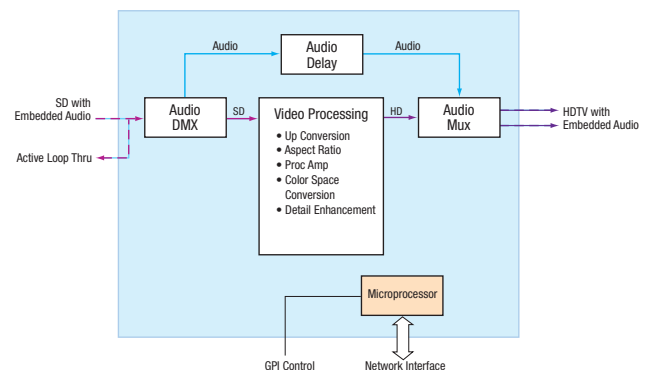 Audio
Audio
Delay
Audio
SD with
Embedded Audio
Audio
DMX
SD
Video Processing
• Up Conversion
• Aspect Ratio
• Proc Amp
• Color Space
Conversion
• Detail Enhancement
HD
Audio
Mux
HDTV with
Embedded Audio
Active Loop Thru
Microprocessor
GPI Control
Network Interface